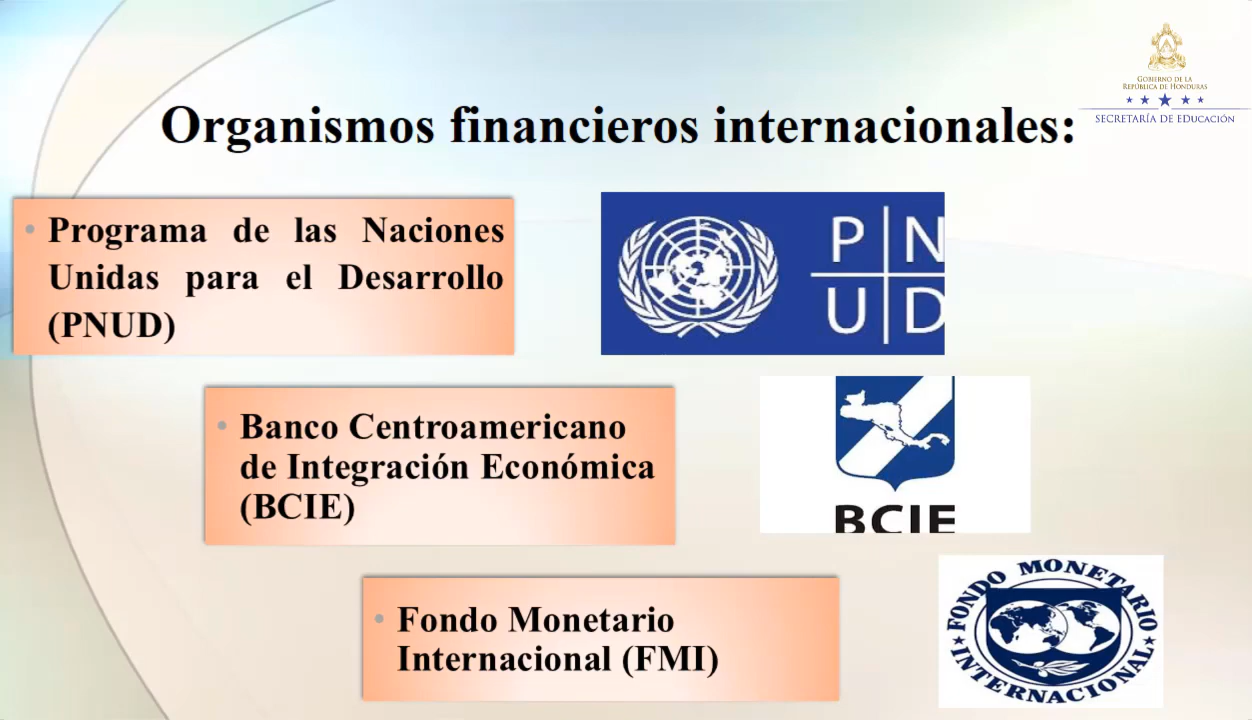 GOBIERNO DE LA
REPÚBLICA DE HONDURAS
SECRETARÍA DE EDUCACIÓN
Organismos financieros internacionales:
• Programa de las Naciones
Unidas para el Desarrollo
(PNUD)
P N
U D
• Banco Centroamericano
de Integración Económica
(BCIE)
BCIE
• Fondo Monetario
Internacional (FMI)
FONDO MONETARIO
INTERNACIONAL